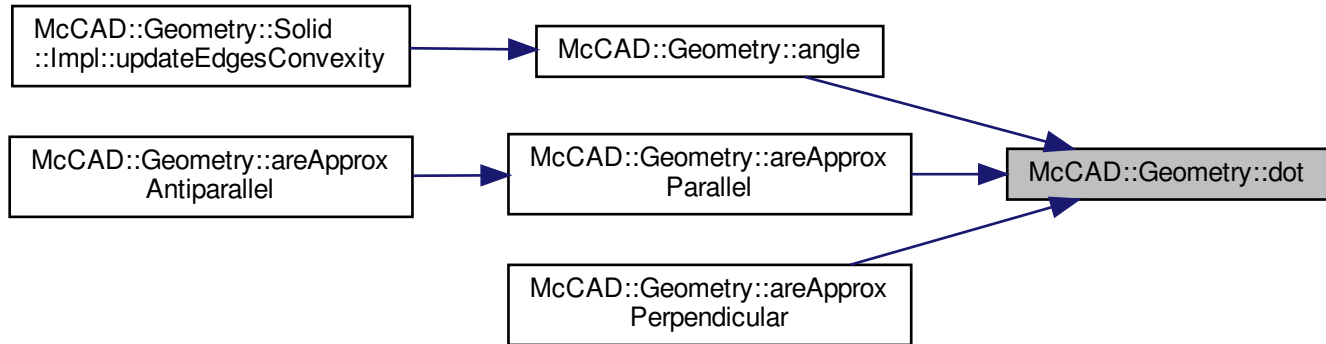 McCAD::Geometry::Solid
::Impl::updateEdgesConvexity
McCAD::Geometry::angle
McCAD::Geometry::areApprox
Antiparallel
McCAD::Geometry::areApprox
Parallel
McCAD::Geometry::dot
McCAD::Geometry::areApprox
Perpendicular